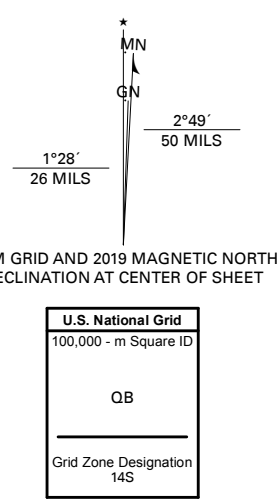 ★
MN
GN
2°49´
50 MILS
1°28´
26 MILS
M GRID AND 2019 MAGNETIC NORTH
ECLINATION AT CENTER OF SHEET
U.S. National Grid
100,000 - m Square ID
QB
Grid Zone Designation
14S